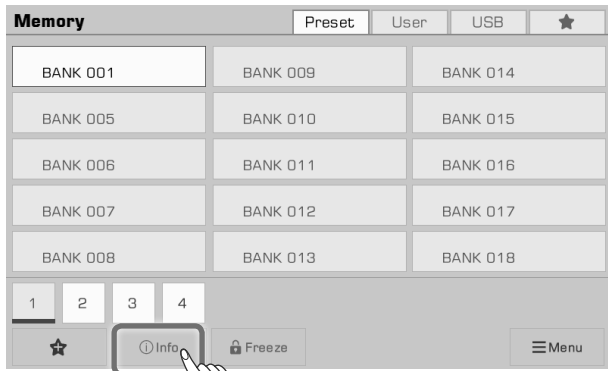 Memory Preset User USB
BANK 001 BANK 009 BANK 014
BANK 005 BANK 010 BANK 015
BANK 006 BANK 011 BANK 016
BANK 007 BANK 012 BANK 017
BANK 008 BANK 013 BANK 018
1 2 3 4
Info Freeze Menu